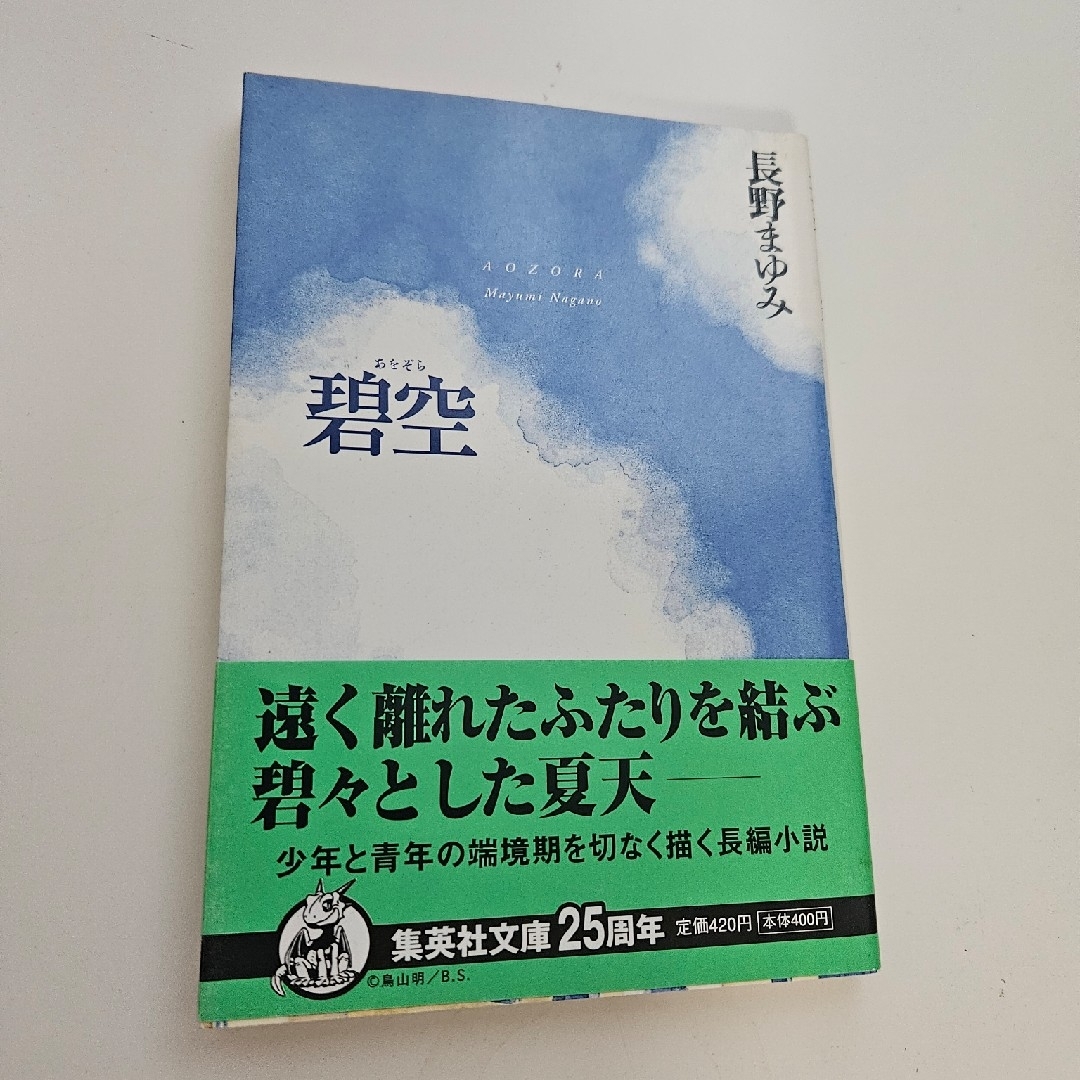 長野まゆみ
AOZORA
Mayumi Nagano
あをぞら
碧空
遠く離れたふたりを結ぶ
碧々とした夏天──
少年と青年の端境期を切なく描く長編小説
集英社文庫25周年 定価420円 本体400円
©鳥山明/B.S.